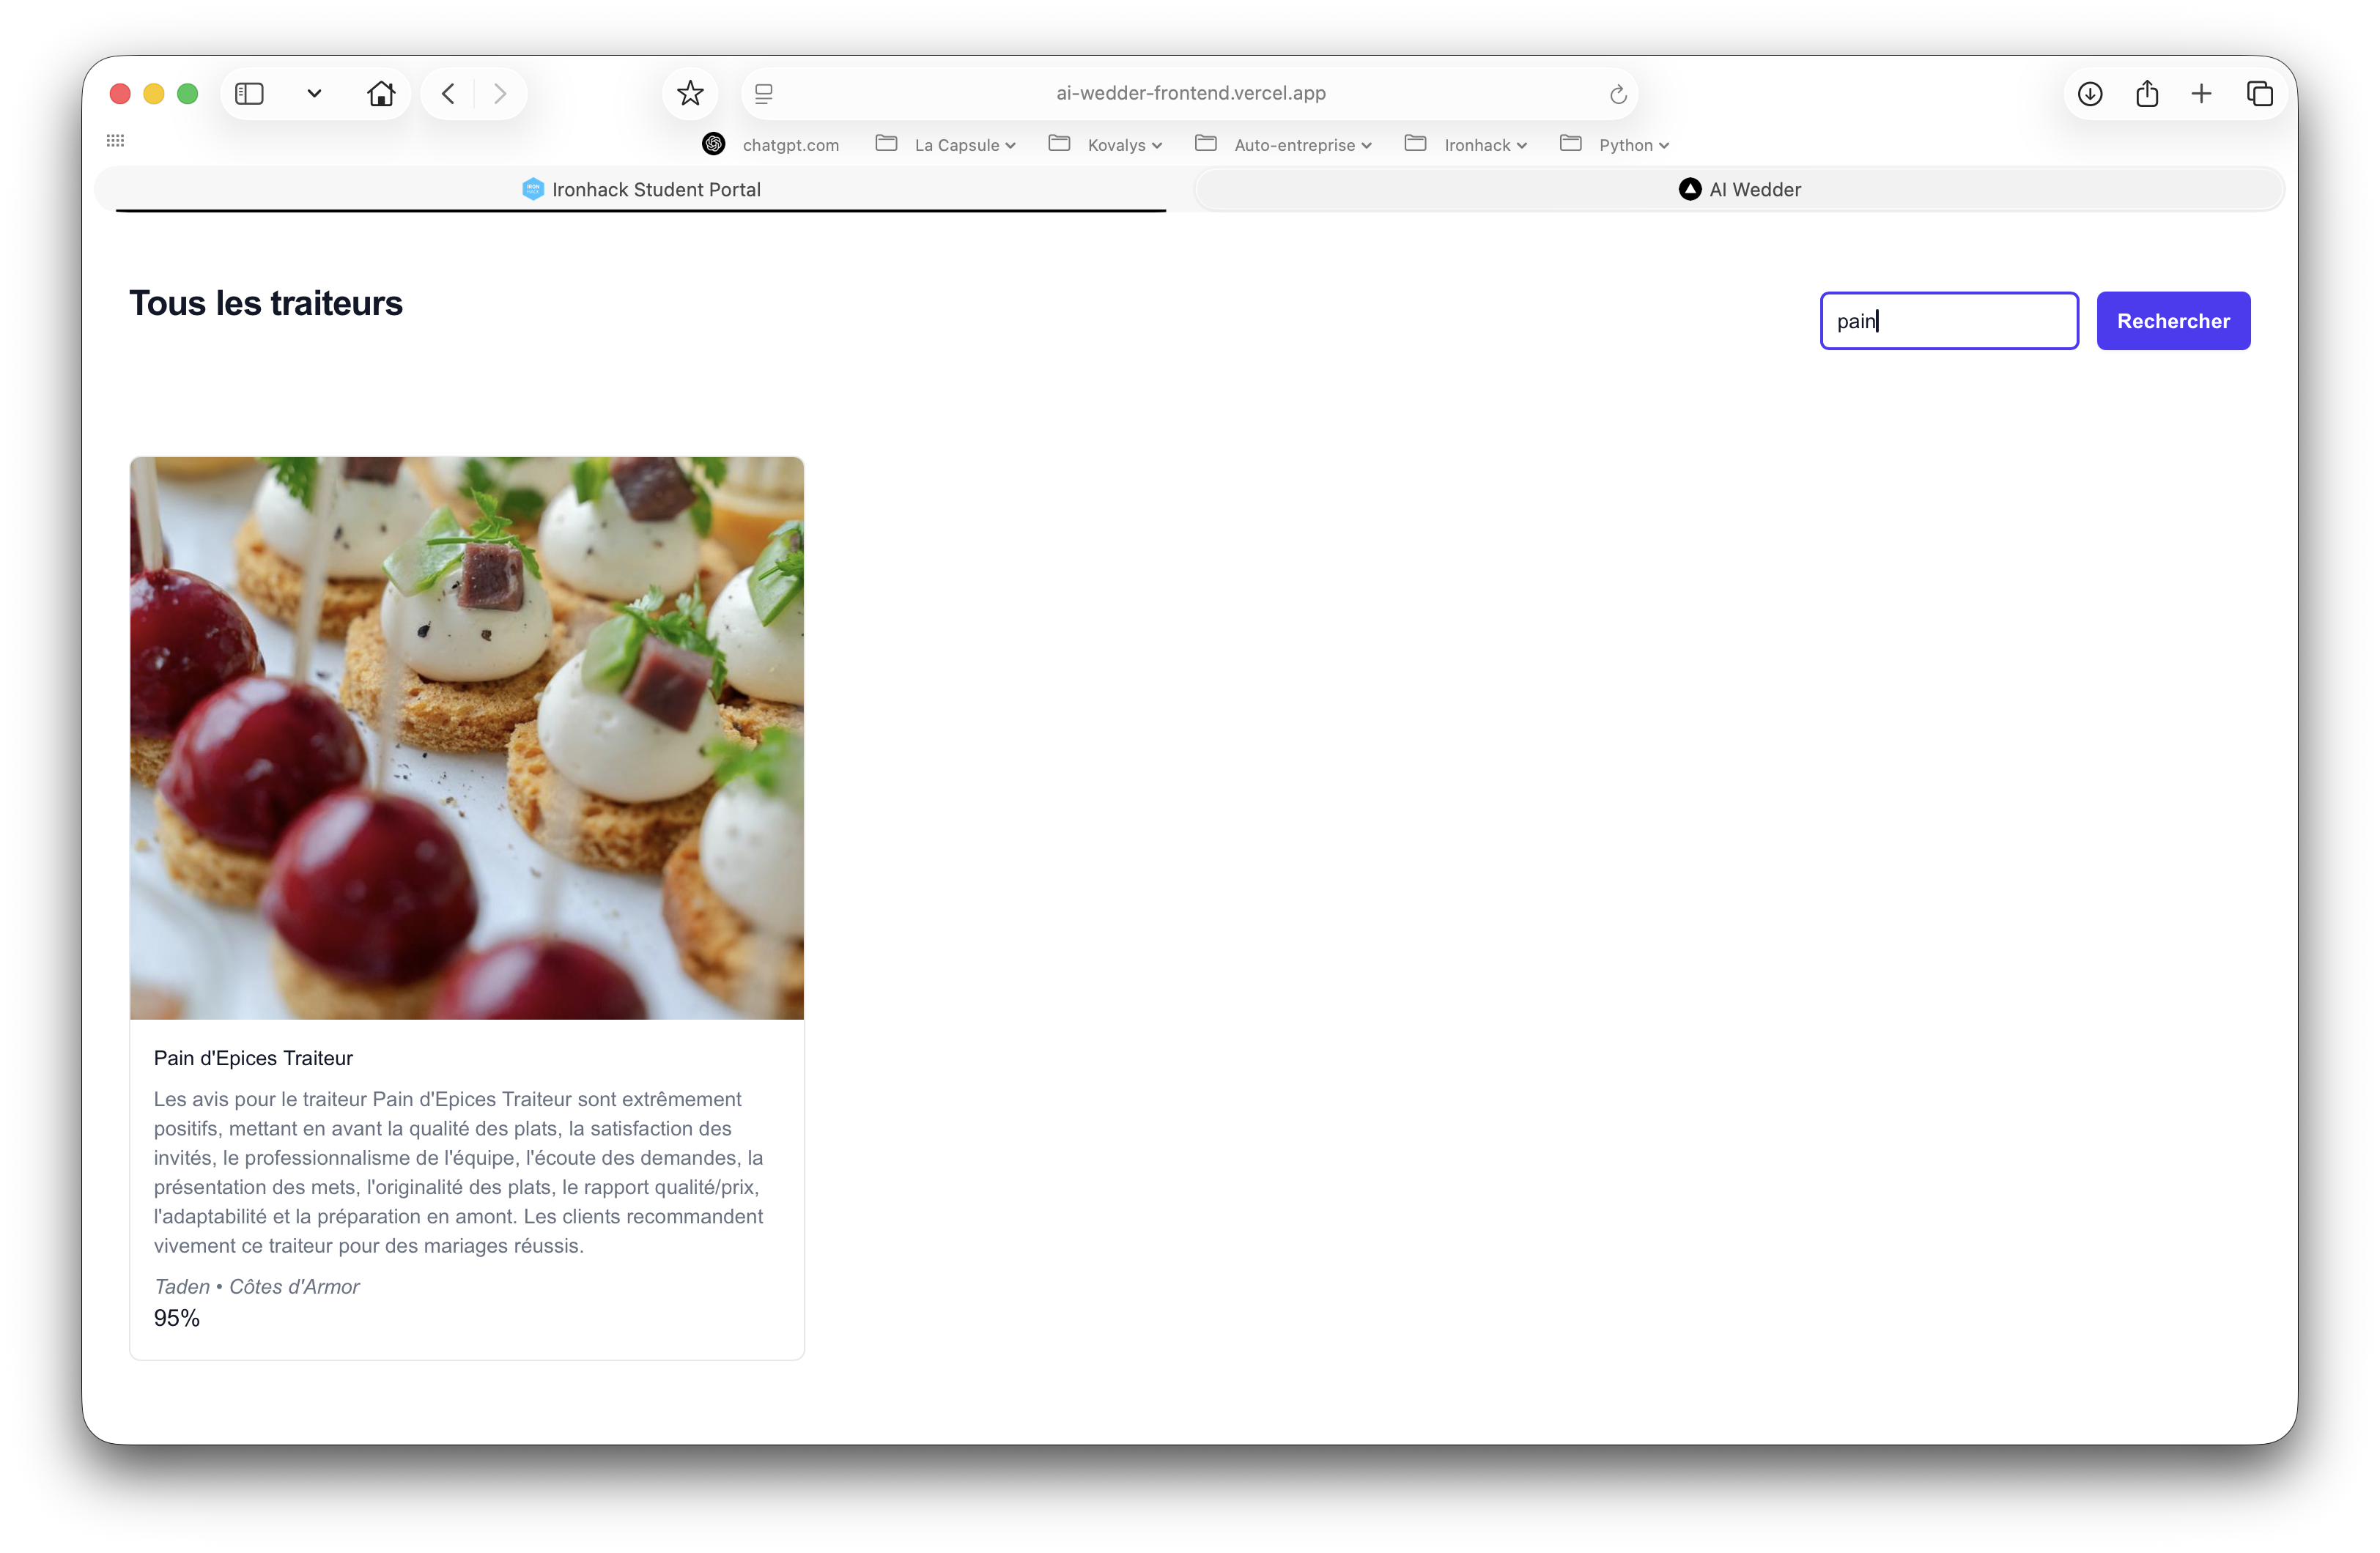 ai-wedder-frontend.vercel.app
chatgpt.com La Capsule Kovalys Auto-entreprise Ironhack Python
Ironhack Student Portal AI Wedder
Tous les traiteurs
pain Rechercher
Pain d'Epices Traiteur
Les avis pour le traiteur Pain d'Epices Traiteur sont extrêmement
positifs, mettant en avant la qualité des plats, la satisfaction des
invités, le professionnalisme de l'équipe, l'écoute des demandes, la
présentation des mets, l'originalité des plats, le rapport qualité/prix,
l'adaptabilité et la préparation en amont. Les clients recommandent
vivement ce traiteur pour des mariages réussis.
Taden • Côtes d'Armor
95%